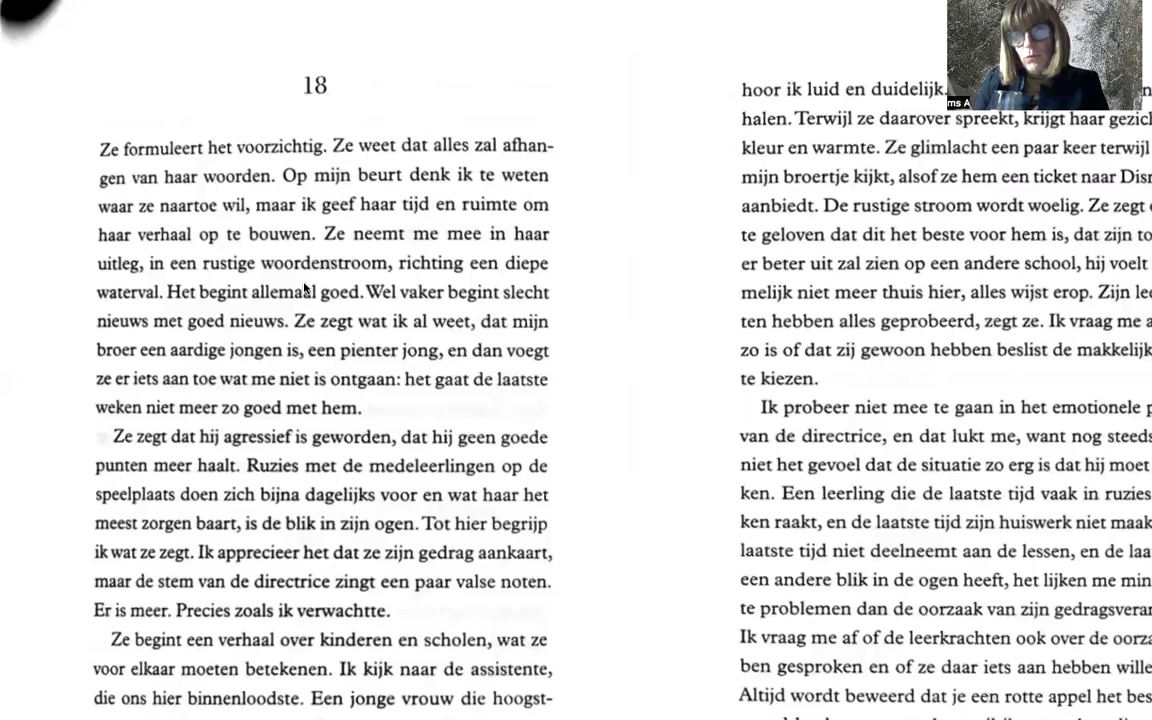 18
Ze formuleert het voorzichtig. Ze weet dat alles zal afhan-
gen van haar woorden. Op mijn beurt denk ik te weten
waar ze naartoe wil, maar ik geef haar tijd en ruimte om
haar verhaal op te bouwen. Ze neemt me mee in haar
uitleg, in een rustige woordenstroom, richting een diepe
waterval. Het begint allemaal goed. Wel vaker begint slecht
nieuws met goed nieuws. Ze zegt wat ik al weet, dat mijn
broer een aardige jongen is, een pienter jong, en dan voegt
ze er iets aan toe wat me niet is ontgaan: het gaat de laatste
weken niet meer zo goed met hem.
Ze zegt dat hij agressief is geworden, dat hij geen goede
punten meer haalt. Ruzies met de medeleerlingen op de
speelplaats doen zich bijna dagelijks voor en wat haar het
meest zorgen baart, is de blik in zijn ogen. Tot hier begrijp
ik wat ze zegt. Ik apprecieer het dat ze zijn gedrag aankaart,
maar de stem van de directrice zingt een paar valse noten.
Er is meer. Precies zoals ik verwachtte.
Ze begint een verhaal over kinderen en scholen, wat ze
voor elkaar moeten betekenen. Ik kijk naar de assistente,
die ons hier binnenloodste. Een jonge vrouw die hoogst-
hoor ik luid en duidelijk.
halen. Terwijl ze daarover spreekt, krijgt haar gezich
kleur en warmte. Ze glimlacht een paar keer terwijl
mijn broertje kijkt, alsof ze hem een ticket naar Disn
aanbiedt. De rustige stroom wordt woelig. Ze zegt
te geloven dat dit het beste voor hem is, dat zijn to
er beter uit zal zien op een andere school, hij voelt
melijk niet meer thuis hier, alles wijst erop. Zijn lee
ten hebben alles geprobeerd, zegt ze. Ik vraag me a
zo is of dat zij gewoon hebben beslist de makkelijk
te kiezen.
Ik probeer niet mee te gaan in het emotionele p
van de directrice, en dat lukt me, want nog steeds
niet het gevoel dat de situatie zo erg is dat hij moet
ken. Een leerling die de laatste tijd vaak in ruzies
ken raakt, en de laatste tijd zijn huiswerk niet maak
laatste tijd niet deelneemt aan de lessen, en de laa
een andere blik in de ogen heeft, het lijken me min
te problemen dan de oorzaak van zijn gedragsveran
Ik vraag me af of de leerkrachten ook over de oorza
ben gesproken en of ze daar iets aan hebben wille
Altijd wordt beweerd dat je een rotte appel het bes
ms A